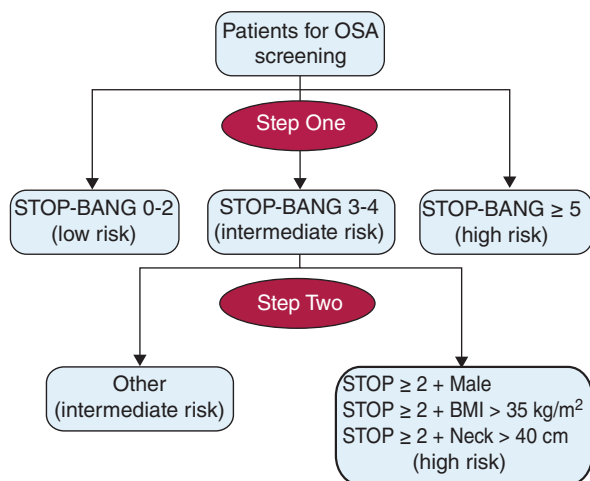 Patients for OSA
screening
Step One
STOP-BANG 0-2
(low risk)
STOP-BANG 3-4
(intermediate risk)
STOP-BANG ≥ 5
(high risk)
Step Two
Other
(intermediate risk)
STOP ≥ 2 + Male
STOP ≥ 2 + BMI > 35 kg/m²
STOP ≥ 2 + Neck > 40 cm
(high risk)